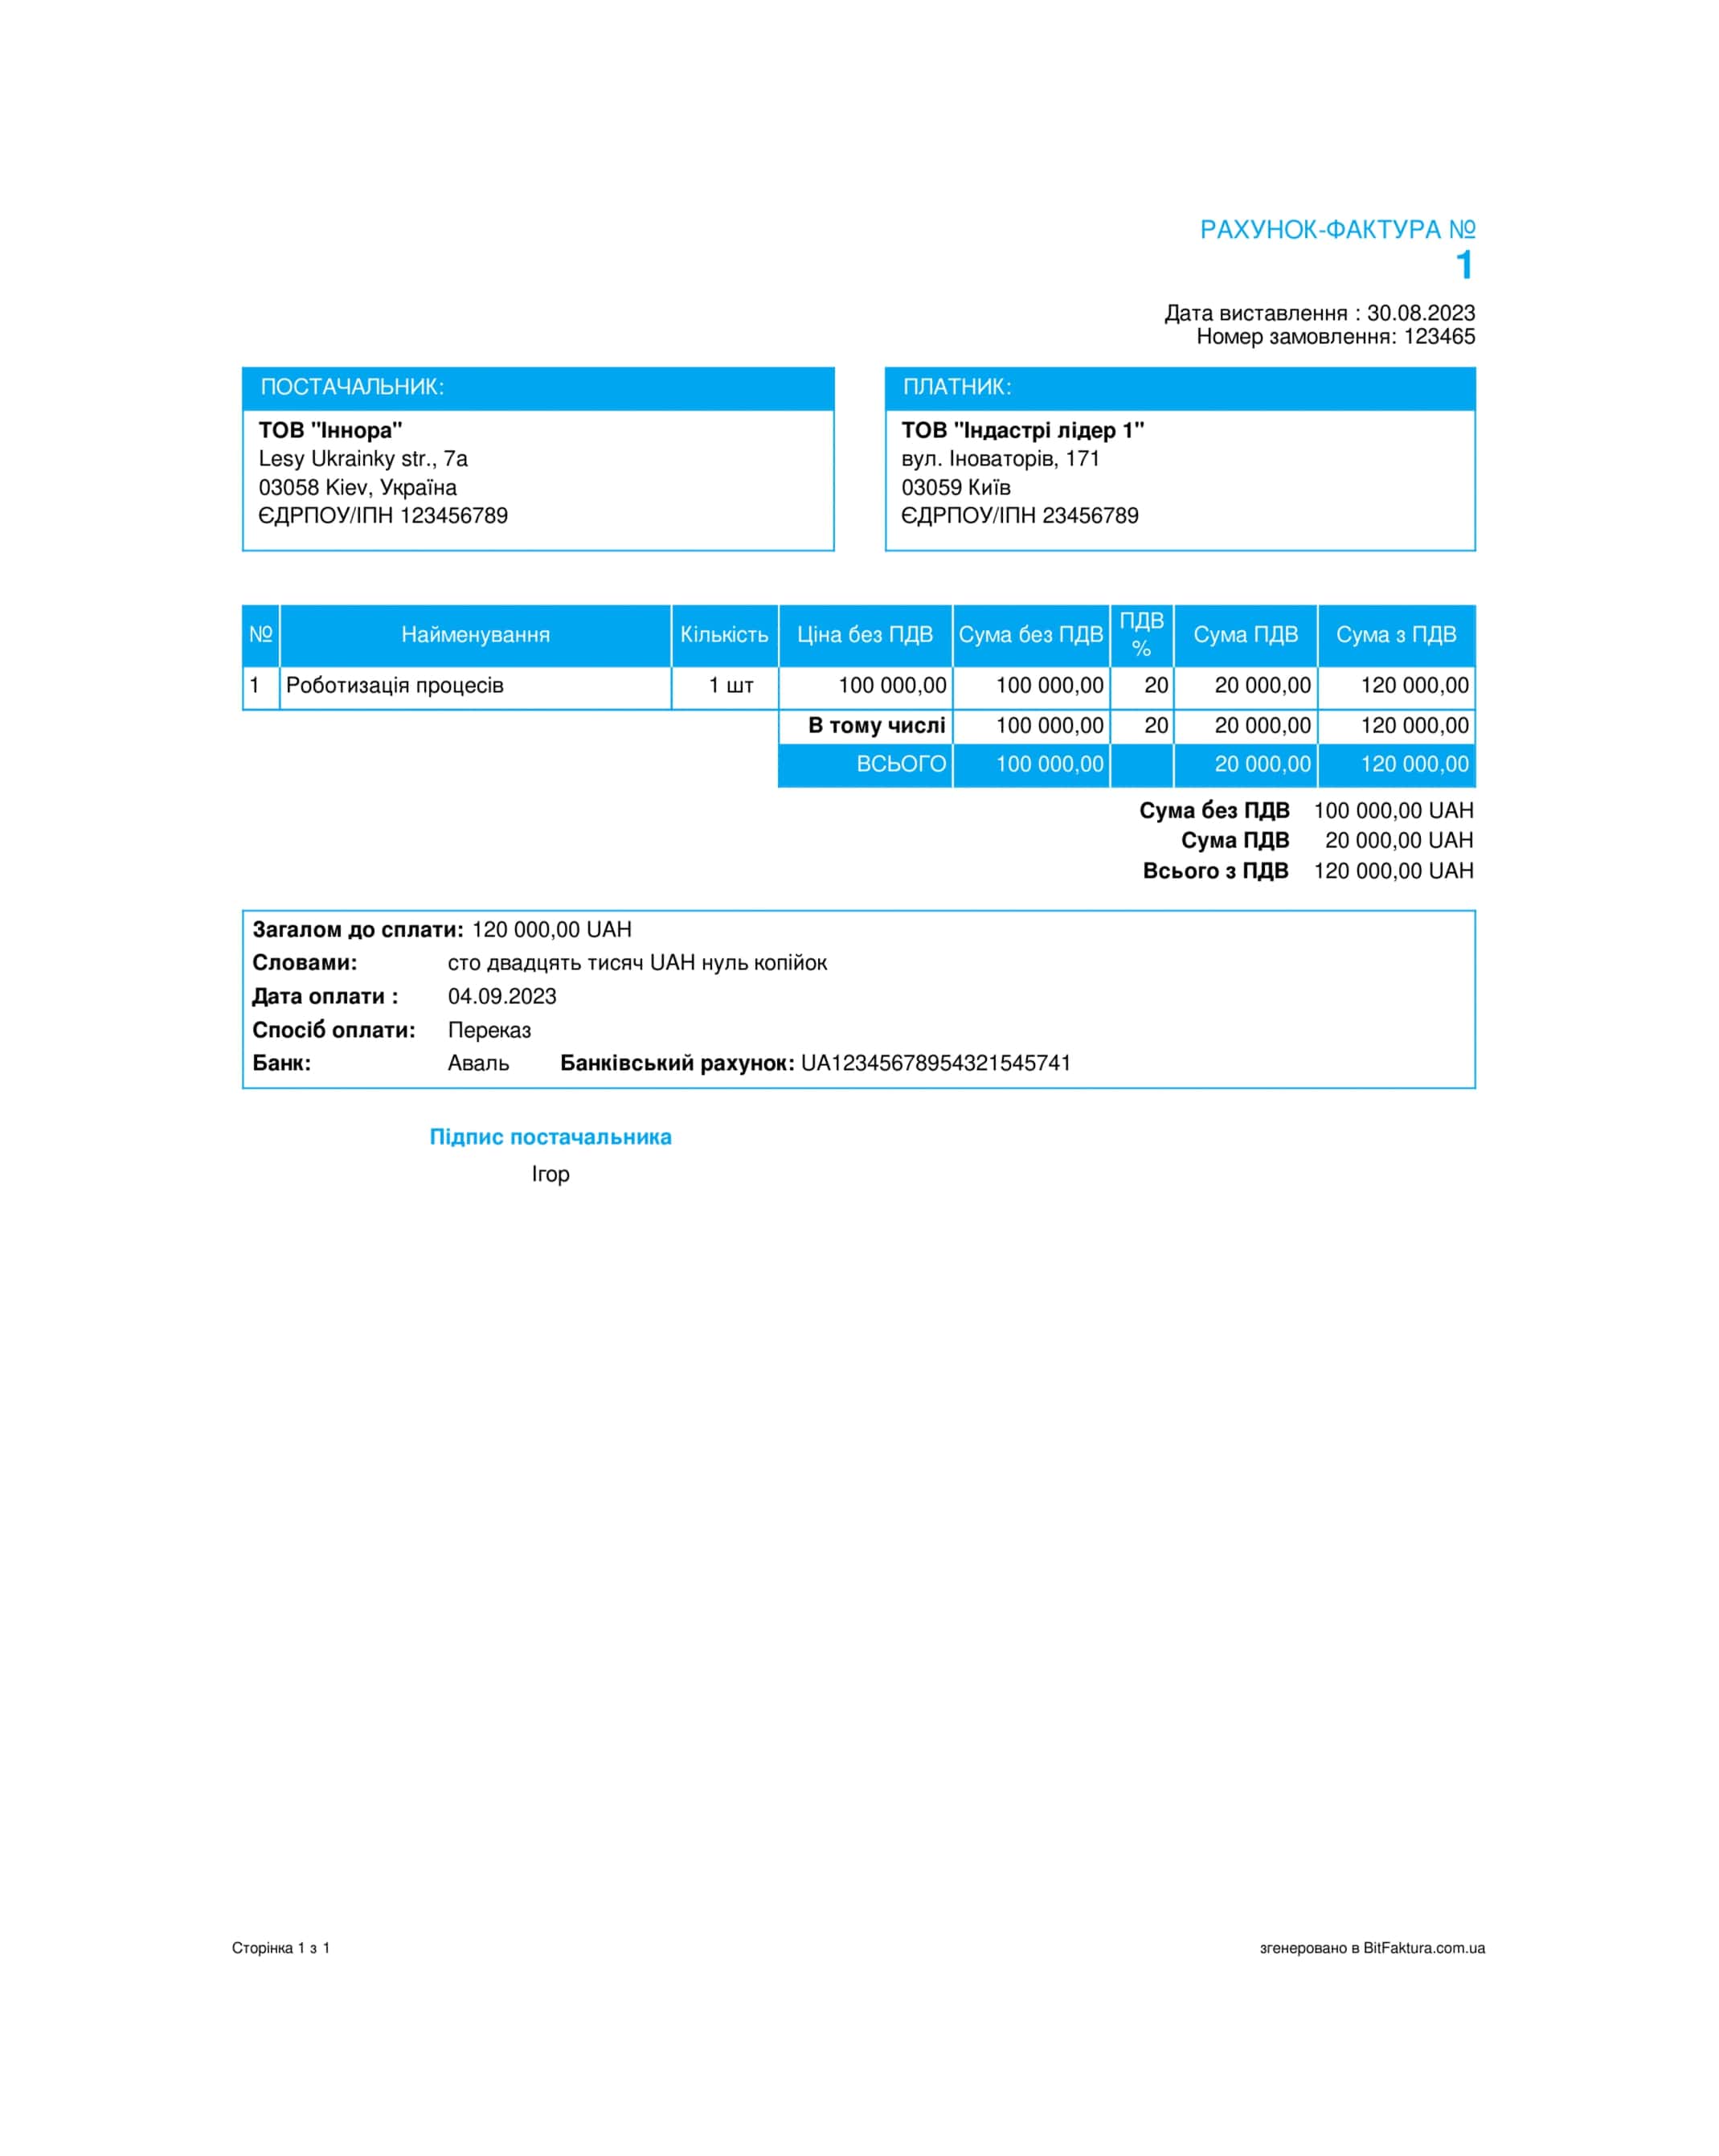 РАХУНОК-ФАКТУРА №
1
Дата виставлення : 30.08.2023
Номер замовлення: 123465
ПОСТАЧАЛЬНИК:
ТОВ "Іннора"
Lesy Ukrainky str., 7a
03058 Kiev, Україна
ЄДРПОУ/ІПН 123456789
ПЛАТНИК:
ТОВ "Індастрі лідер 1"
вул. Іноваторів, 171
03059 Київ
ЄДРПОУ/ІПН 23456789
№ Найменування Кількість Ціна без ПДВ Сума без ПДВ ПДВ % Сума ПДВ Сума з ПДВ
1 Роботизація процесів 1 шт 100 000,00 100 000,00 20 20 000,00 120 000,00
В тому числі 100 000,00 20 20 000,00 120 000,00
ВСЬОГО 100 000,00 20 000,00 120 000,00
Сума без ПДВ 100 000,00 UAH
Сума ПДВ 20 000,00 UAH
Всього з ПДВ 120 000,00 UAH
Загалом до сплати: 120 000,00 UAH
Словами: сто двадцять тисяч UAH нуль копійок
Дата оплати : 04.09.2023
Спосіб оплати: Переказ
Банк: Аваль Банківський рахунок: UA12345678954321545741
Підпис постачальника
Ігор
Сторінка 1 з 1
згенеровано в BitFaktura.com.ua